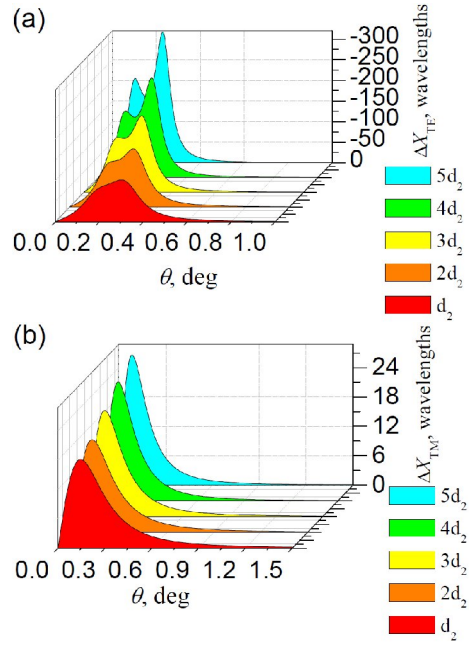 (a)
-300
-250
-200
-150
-100
-50
0
ΔX_TE, wavelengths
5d₂
4d₂
3d₂
2d₂
d₂
0.0 0.2 0.4 0.6 0.8 1.0
θ, deg
(b)
24
18
12
6
0
ΔX_TM, wavelengths
5d₂
4d₂
3d₂
2d₂
d₂
0.0 0.3 0.6 0.9 1.2 1.5
θ, deg